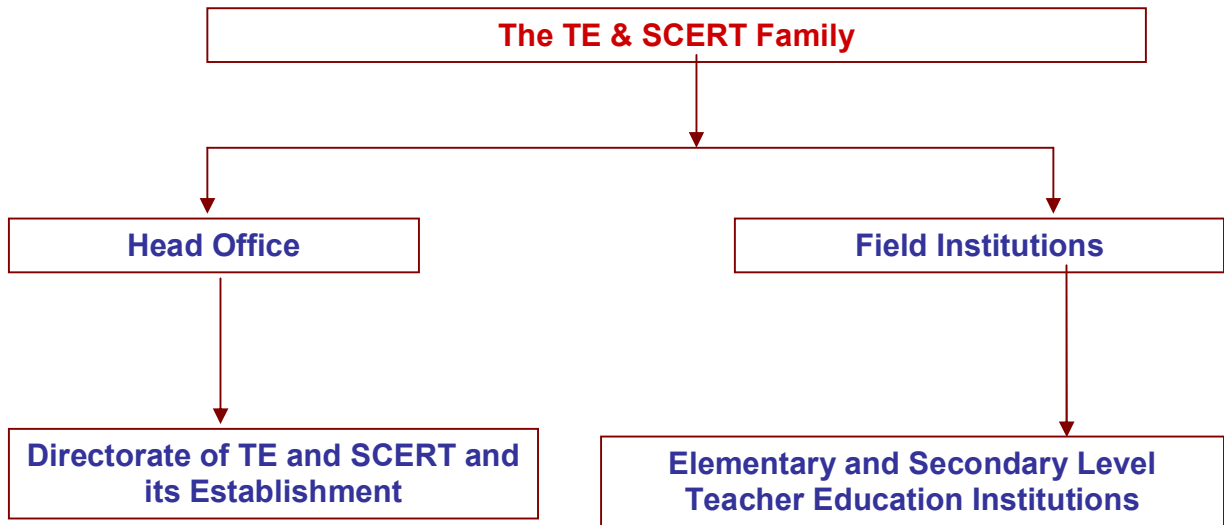 The TE & SCERT Family
Head Office
Field Institutions
Directorate of TE and SCERT and
its Establishment
Elementary and Secondary Level
Teacher Education Institutions